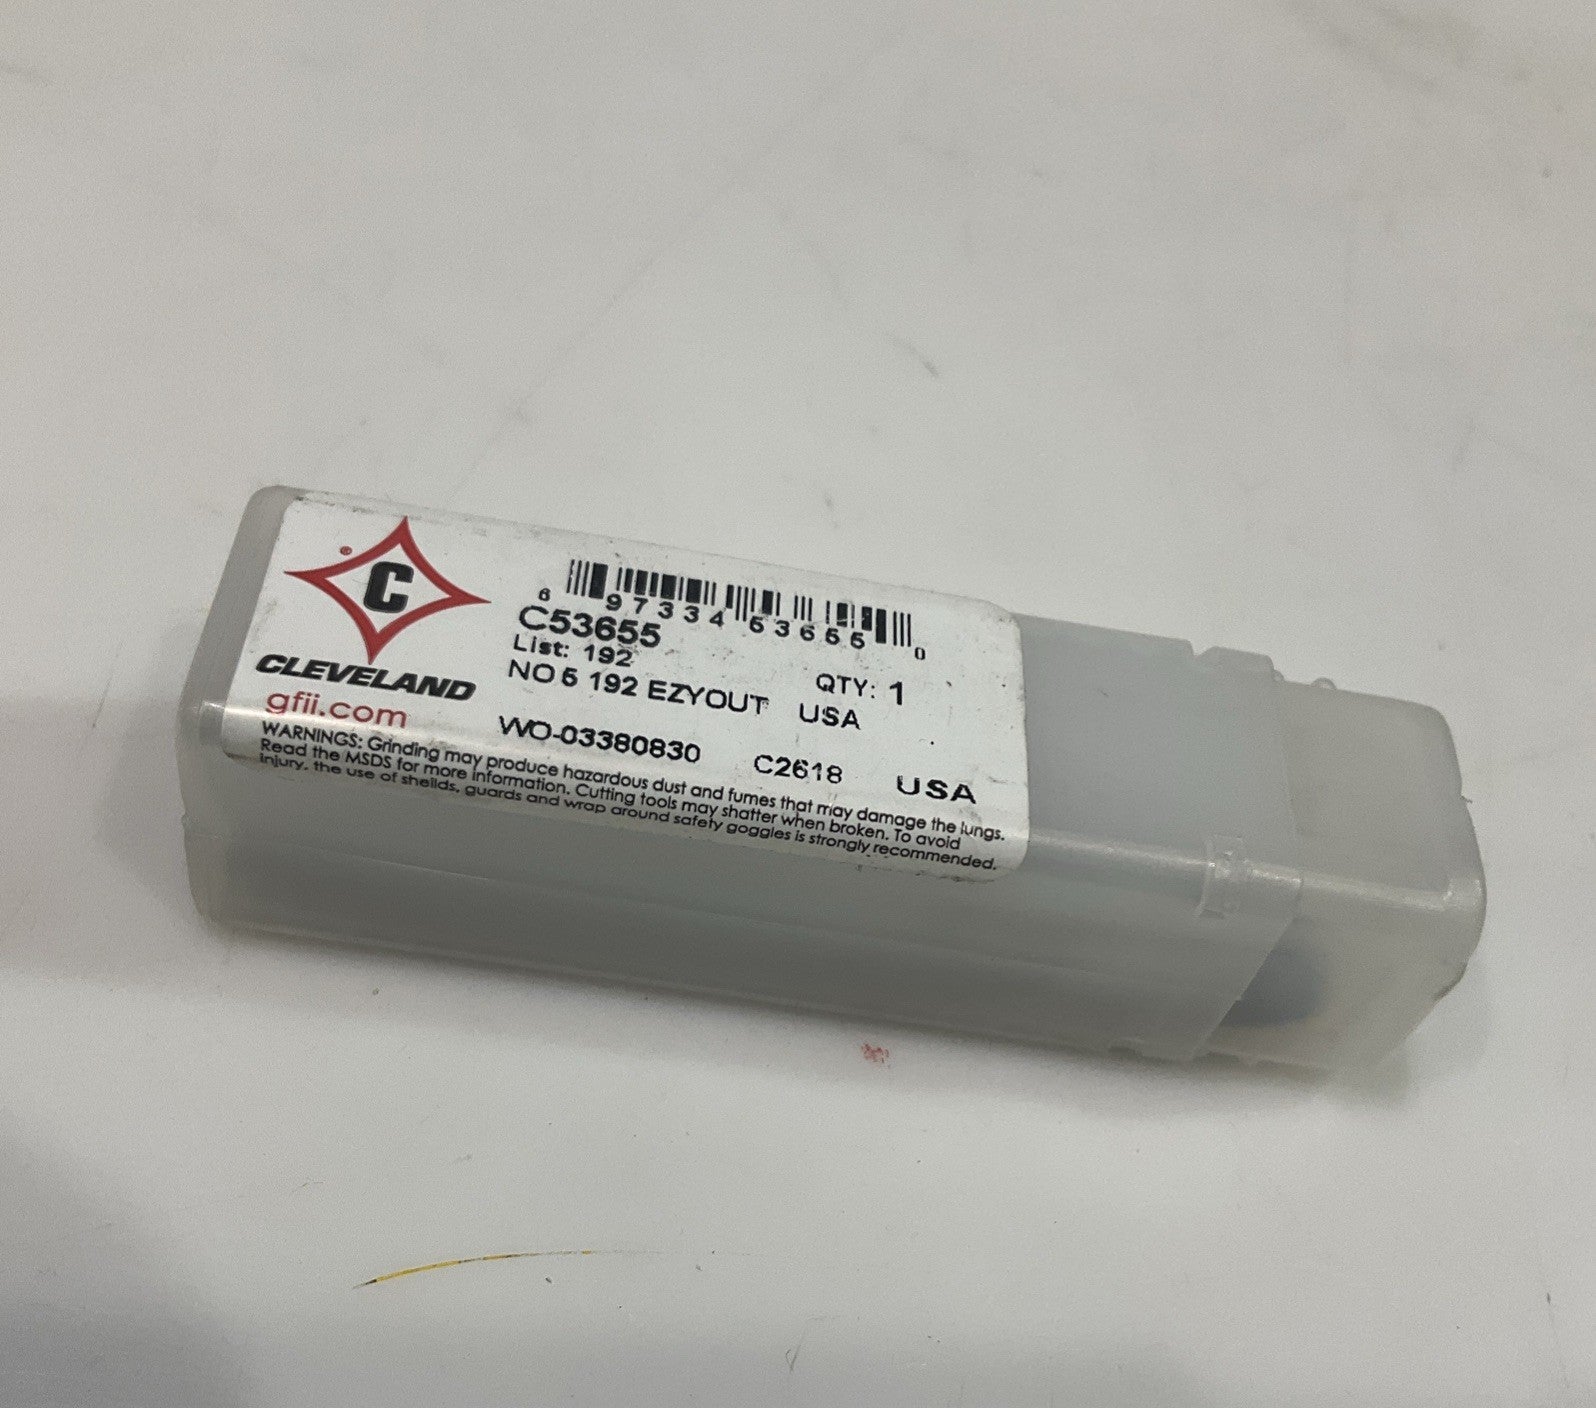 C
®
CLEVELAND
gfii.com
6 97334 53655 0
C53655
List: 192
QTY: 1
NO 5 192 EZYOUT USA
WO-03380830 C2618 USA
WARNINGS: Grinding may produce hazardous dust and fumes that may damage the lungs.
Read the MSDS for more information. Cutting tools may shatter when broken. To avoid
injury, the use of sheilds, guards and wrap around safety goggles is strongly recommended.